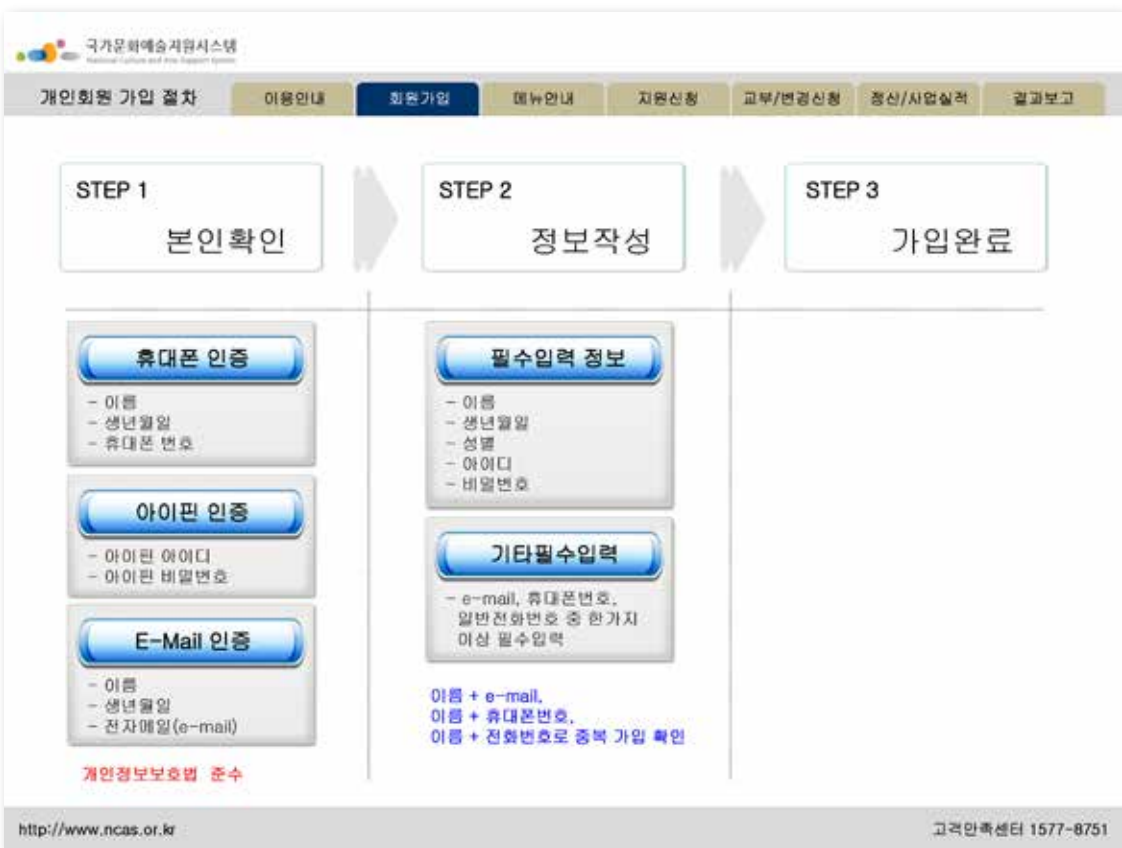 국가문화예술지원시스템
National Culture and Arts Support System
개인회원 가입 절차
이용안내
회원가입
메뉴안내
지원신청
교부/변경신청
정산/사업실적
결과보고
STEP 1
본인확인
STEP 2
정보작성
STEP 3
가입완료
휴대폰 인증
- 이름
- 생년월일
- 휴대폰 번호
아이핀 인증
- 아이핀 아이디
- 아이핀 비밀번호
E-Mail 인증
- 이름
- 생년월일
- 전자메일(e-mail)
개인정보보호법 준수
필수입력 정보
- 이름
- 생년월일
- 성별
- 아이디
- 비밀번호
기타필수입력
- e-mail, 휴대폰번호,
일반전화번호 중 한가지
이상 필수입력
이름 + e-mail,
이름 + 휴대폰번호,
이름 + 전화번호로 중복 가입 확인
http://www.ncas.or.kr
고객만족센터 1577-8751